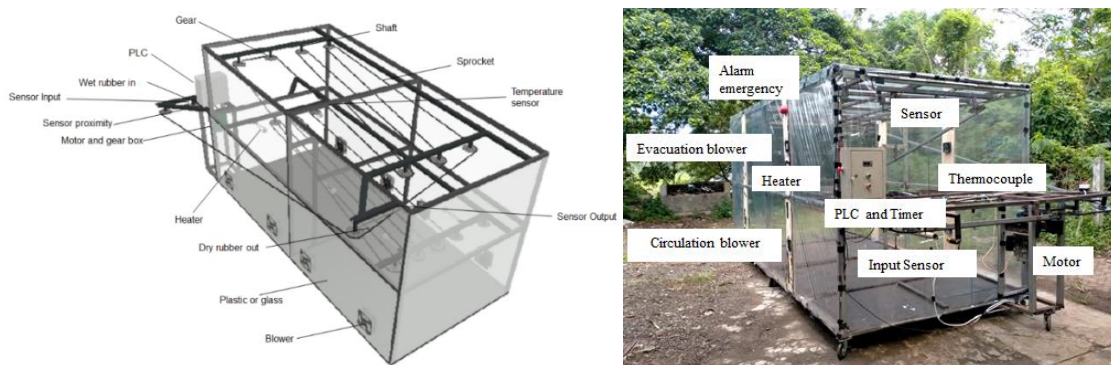 Gear
Shaft
PLC
Sprocket
Wet rubber in
Temperature
sensor
Sensor Input
Sensor proximity
Motor and gear box
Heater
Sensor Output
Dry rubber out
Plastic or glass
Blower
Alarm
emergency
Sensor
Evacuation blower
Heater
Thermocouple
PLC and Timer
Circulation blower
Input Sensor
Motor